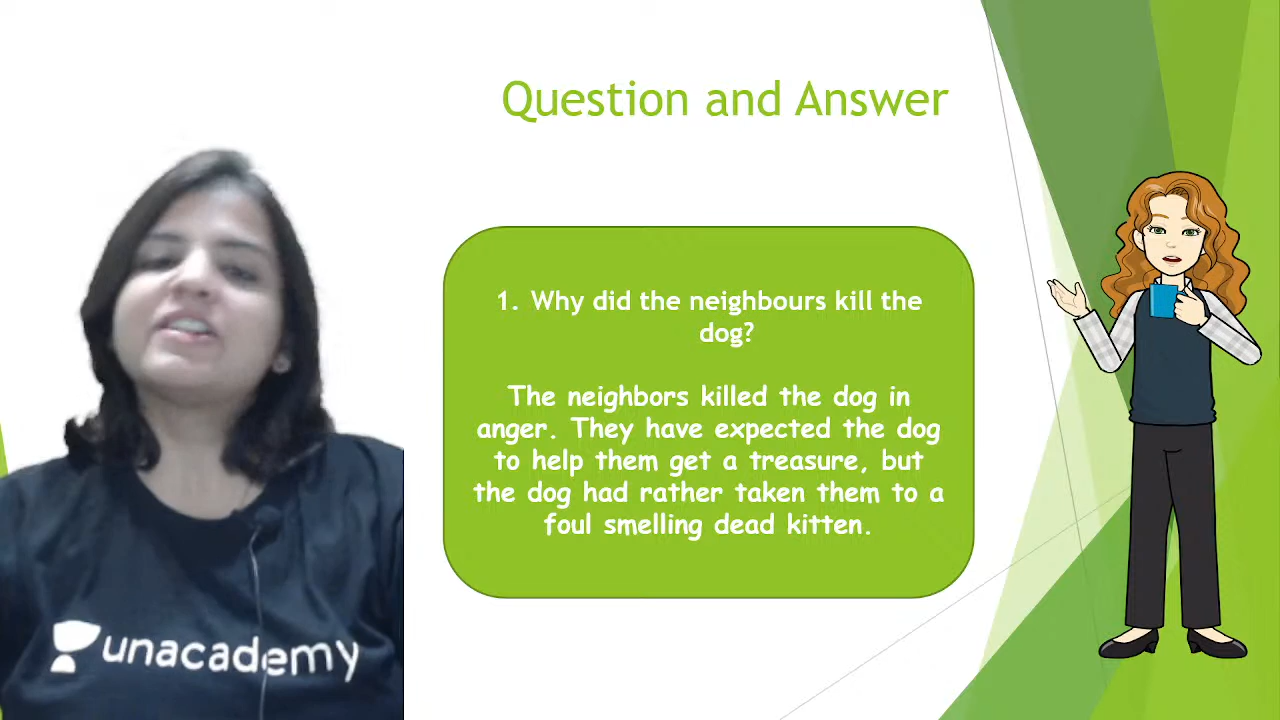 Question and Answer
1. Why did the neighbours kill the
dog?
The neighbors killed the dog in
anger. They have expected the dog
to help them get a treasure, but
the dog had rather taken them to a
foul smelling dead kitten.
unacademy